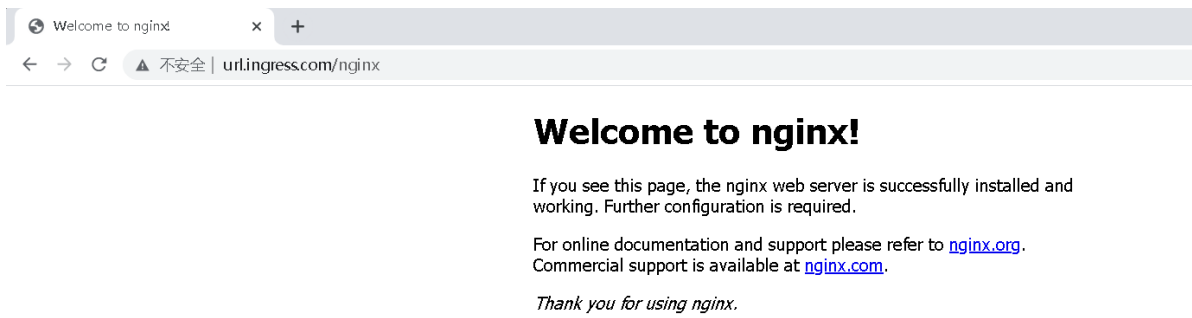 Welcome to nginx!
不安全 | url.ingress.com/nginx
Welcome to nginx!
If you see this page, the nginx web server is successfully installed and
working. Further configuration is required.
For online documentation and support please refer to nginx.org.
Commercial support is available at nginx.com.
Thank you for using nginx.